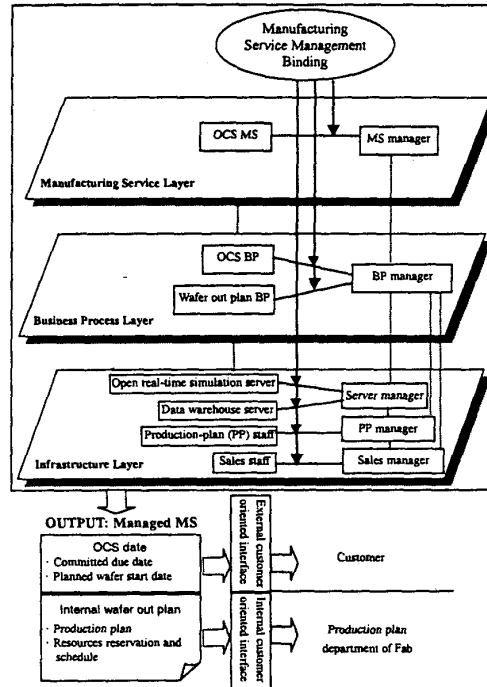 Manufacturing
Service Management
Binding
OCS MS
MS manager
Manufacturing Service Layer
OCS BP
BP manager
Wafer out plan BP
Business Process Layer
Open real-time simulation server
Server manager
Data warehouse server
PP manager
Production-plan (PP) staff
Sales manager
Infrastructure Layer
Sales staff
OUTPUT: Managed MS
OCS date
· Committed due date
· Planned wafer start date
External customer
oriented interface
Customer
Internal wafer out plan
· Production plan
· Resources reservation and
schedule
Internal customer
oriented interface
Production plan
department of Fab